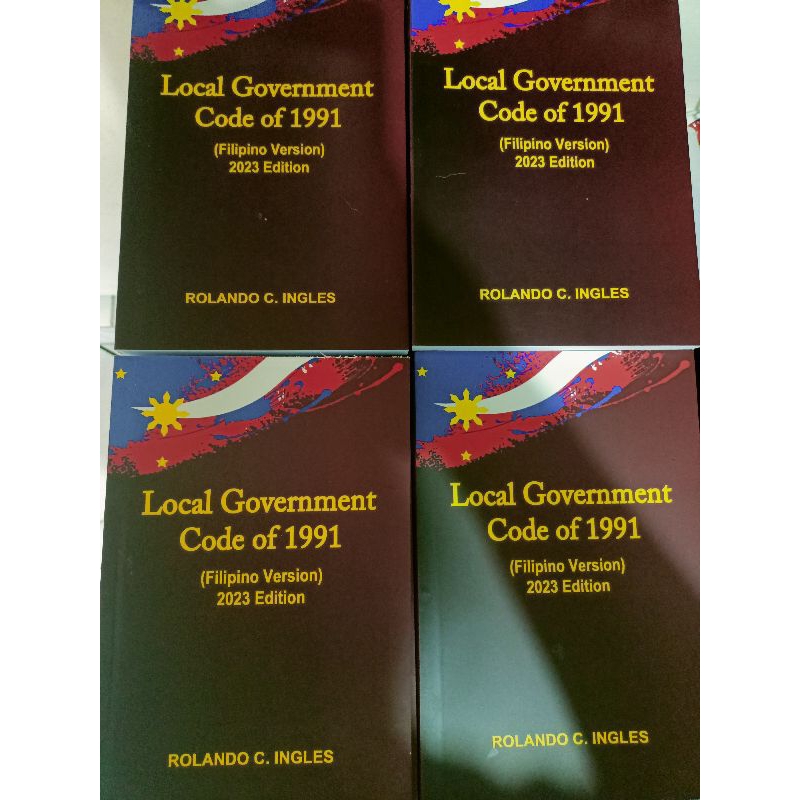 Local Government
Code of 1991
(Filipino Version)
2023 Edition
ROLANDO C. INGLES
Local Government
Code of 1991
(Filipino Version)
2023 Edition
ROLANDO C. INGLES
Local Government
Code of 1991
(Filipino Version)
2023 Edition
ROLANDO C. INGLES
Local Government
Code of 1991
(Filipino Version)
2023 Edition
ROLANDO C. INGLES